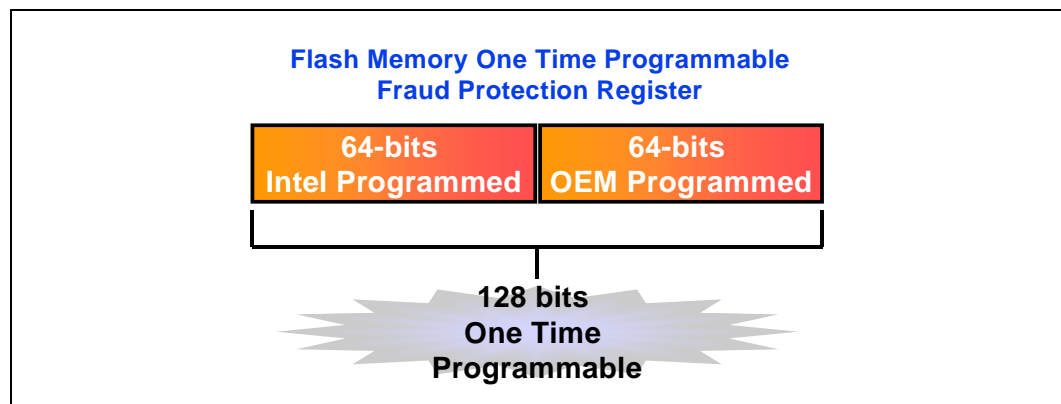 Flash Memory One Time Programmable
Fraud Protection Register
64-bits
Intel Programmed
64-bits
OEM Programmed
128 bits
One Time
Programmable